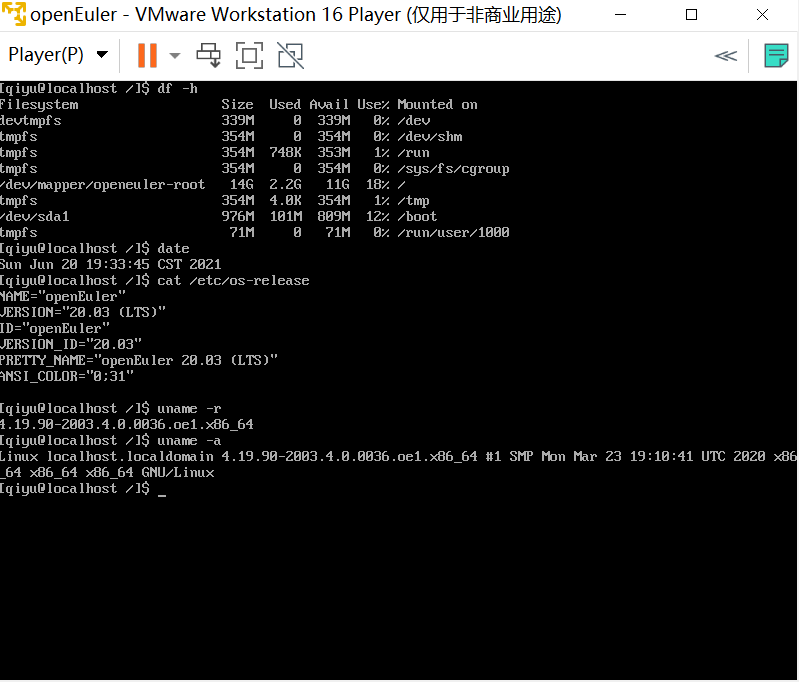 openEuler - VMware Workstation 16 Player (仅用于非商业用途)
Player(P)
[qiyu@localhost /]$ df -h
Filesystem Size Used Avail Use% Mounted on
devtmpfs 339M 0 339M 0% /dev
tmpfs 354M 0 354M 0% /dev/shm
tmpfs 354M 748K 353M 1% /run
tmpfs 354M 0 354M 0% /sys/fs/cgroup
/dev/mapper/openeuler-root 14G 2.2G 11G 18% /
tmpfs 354M 4.0K 354M 1% /tmp
/dev/sda1 976M 101M 809M 12% /boot
tmpfs 71M 0 71M 0% /run/user/1000
[qiyu@localhost /]$ date
Sun Jun 20 19:33:45 CST 2021
[qiyu@localhost /]$ cat /etc/os-release
NAME="openEuler"
VERSION="20.03 (LTS)"
ID="openEuler"
VERSION_ID="20.03"
PRETTY_NAME="openEuler 20.03 (LTS)"
ANSI_COLOR="0;31"
[qiyu@localhost /]$ uname -r
4.19.90-2003.4.0.0036.oe1.x86_64
[qiyu@localhost /]$ uname -a
Linux localhost.localdomain 4.19.90-2003.4.0.0036.oe1.x86_64 #1 SMP Mon Mar 23 19:10:41 UTC 2020 x86
_64 x86_64 x86_64 GNU/Linux
[qiyu@localhost /]$ _